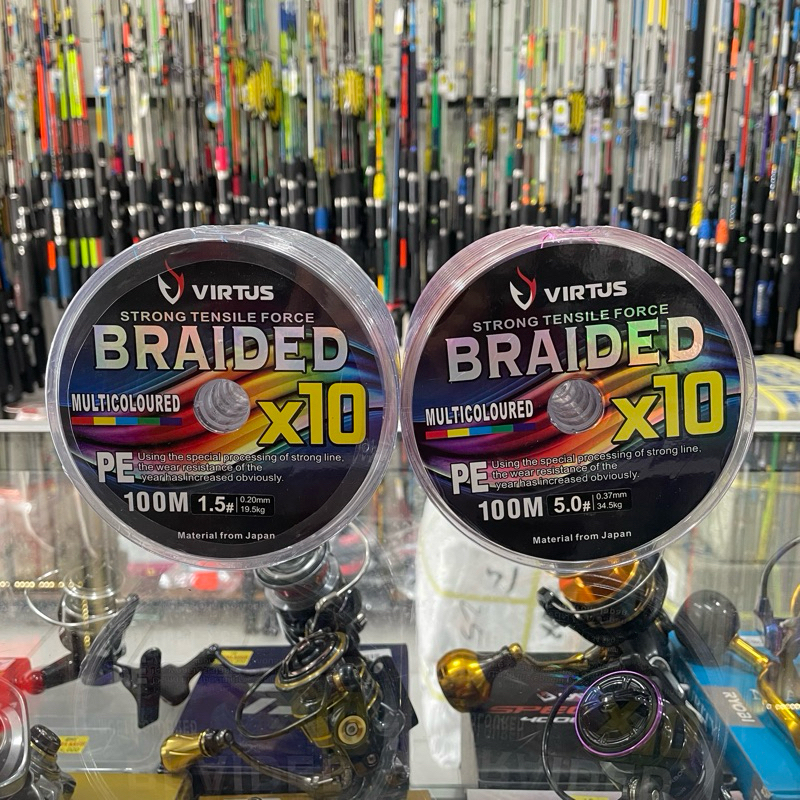 VIRTUS
STRONG TENSILE FORCE
BRAIDED
MULTICOLOURED
x10
PE
Using the special processing of strong line,
the wear resistance of the
year has increased obviously.
100M 1.5# 0.20mm
19.5kg
Material from Japan
VIRTUS
STRONG TENSILE FORCE
BRAIDED
MULTICOLOURED
x10
PE
Using the special processing of strong line,
the wear resistance of the
year has increased obviously.
100M 5.0# 0.37mm
34.5kg
Material from Japan